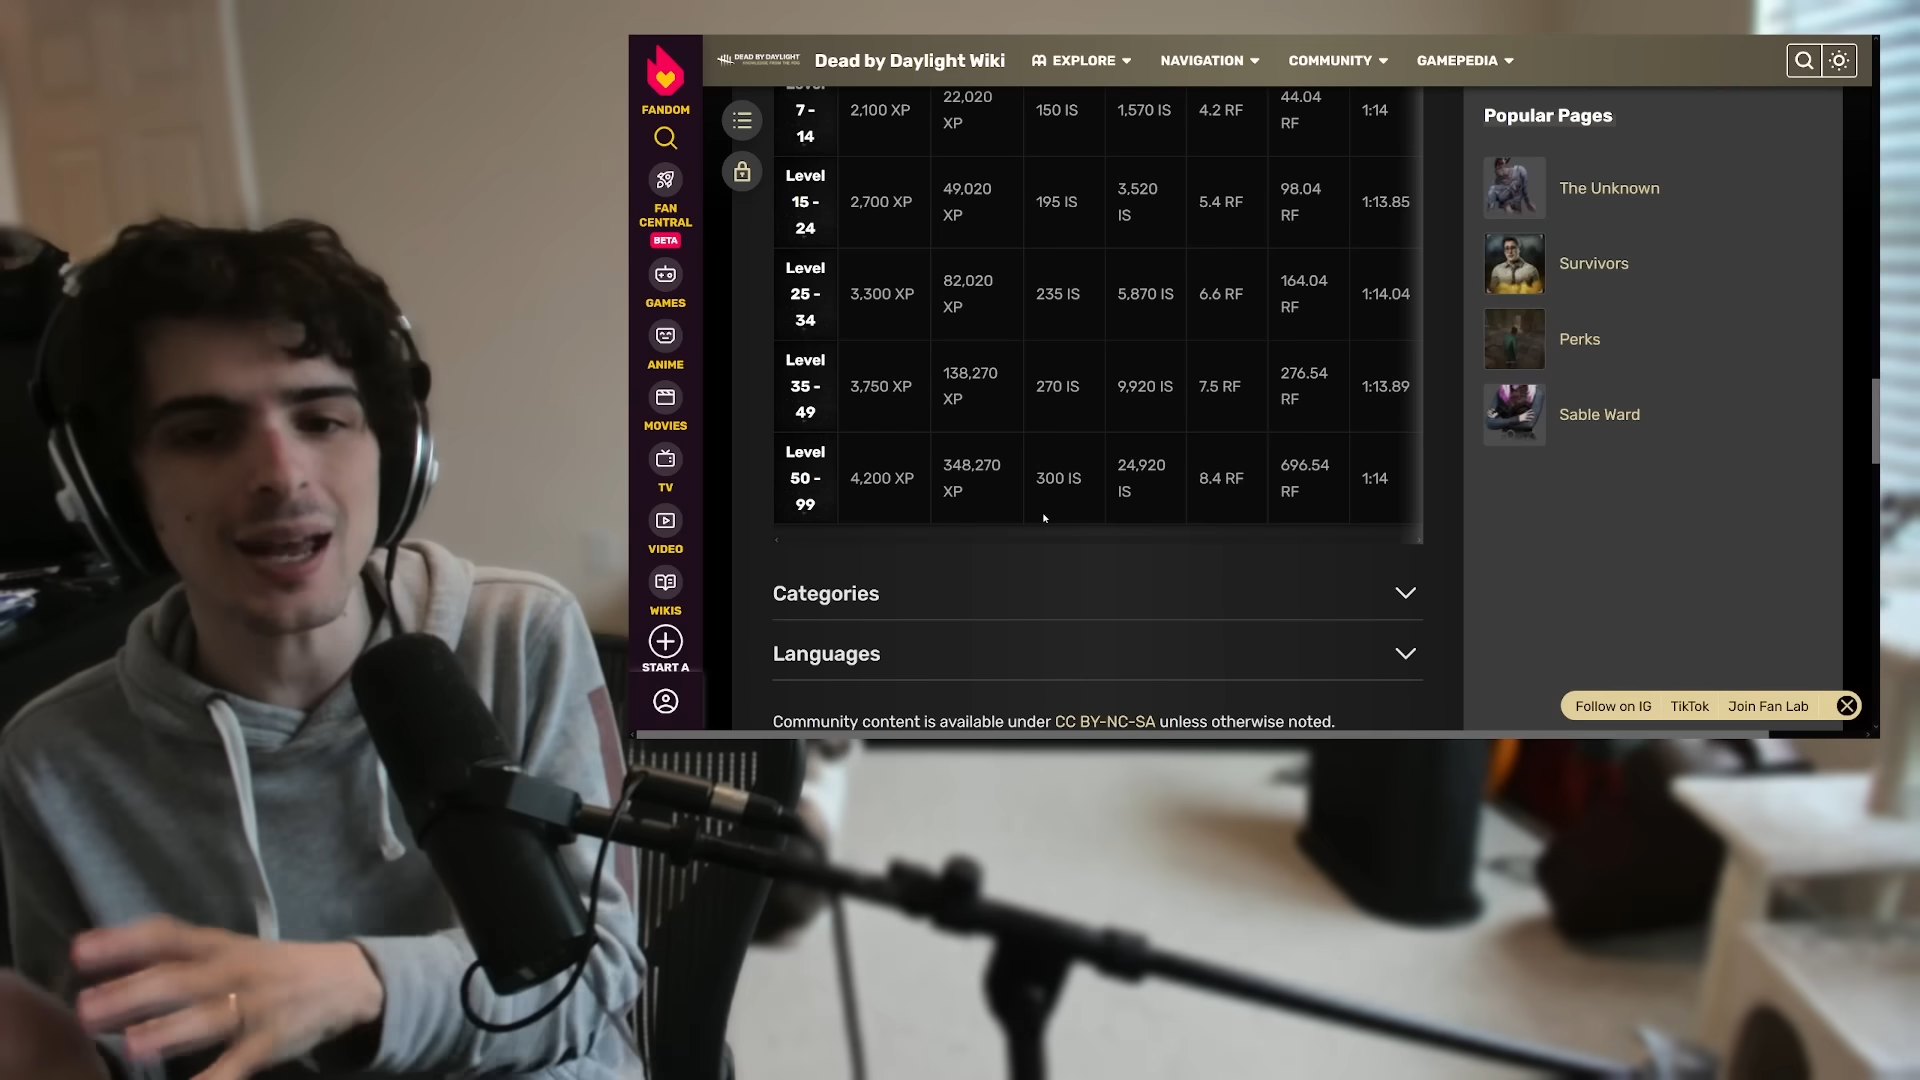 FANDOM
FAN
CENTRAL
BETA
GAMES
ANIME
MOVIES
TV
VIDEO
WIKIS
START A
DEAD BY DAYLIGHT
Dead by Daylight Wiki
EXPLORE
NAVIGATION
COMMUNITY
GAMEPEDIA
Level
7 -
14
2,100 XP
22,020
XP
150 IS
1,570 IS
4.2 RF
44.04
RF
1:14
Level
15 -
24
2,700 XP
49,020
XP
195 IS
3,520
IS
5.4 RF
98.04
RF
1:13.85
Level
25 -
34
3,300 XP
82,020
XP
235 IS
5,870 IS
6.6 RF
164.04
RF
1:14.04
Level
35 -
49
3,750 XP
138,270
XP
270 IS
9,920 IS
7.5 RF
276.54
RF
1:13.89
Level
50 -
99
4,200 XP
348,270
XP
300 IS
24,920
IS
8.4 RF
696.54
RF
1:14
Categories
Languages
Community content is available under CC BY-NC-SA unless otherwise noted.
Popular Pages
The Unknown
Survivors
Perks
Sable Ward
Follow on IG
TikTok
Join Fan Lab